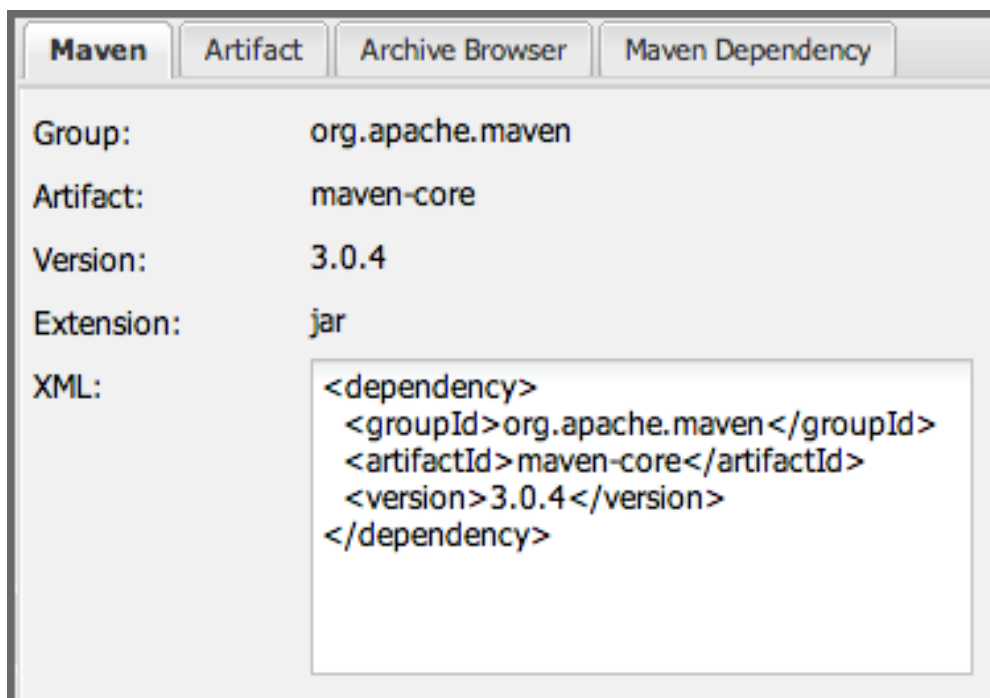 Maven Artifact Archive Browser Maven Dependency
Group: org.apache.maven
Artifact: maven-core
Version: 3.0.4
Extension: jar
XML: <dependency>
<groupId>org.apache.maven</groupId>
<artifactId>maven-core</artifactId>
<version>3.0.4</version>
</dependency>